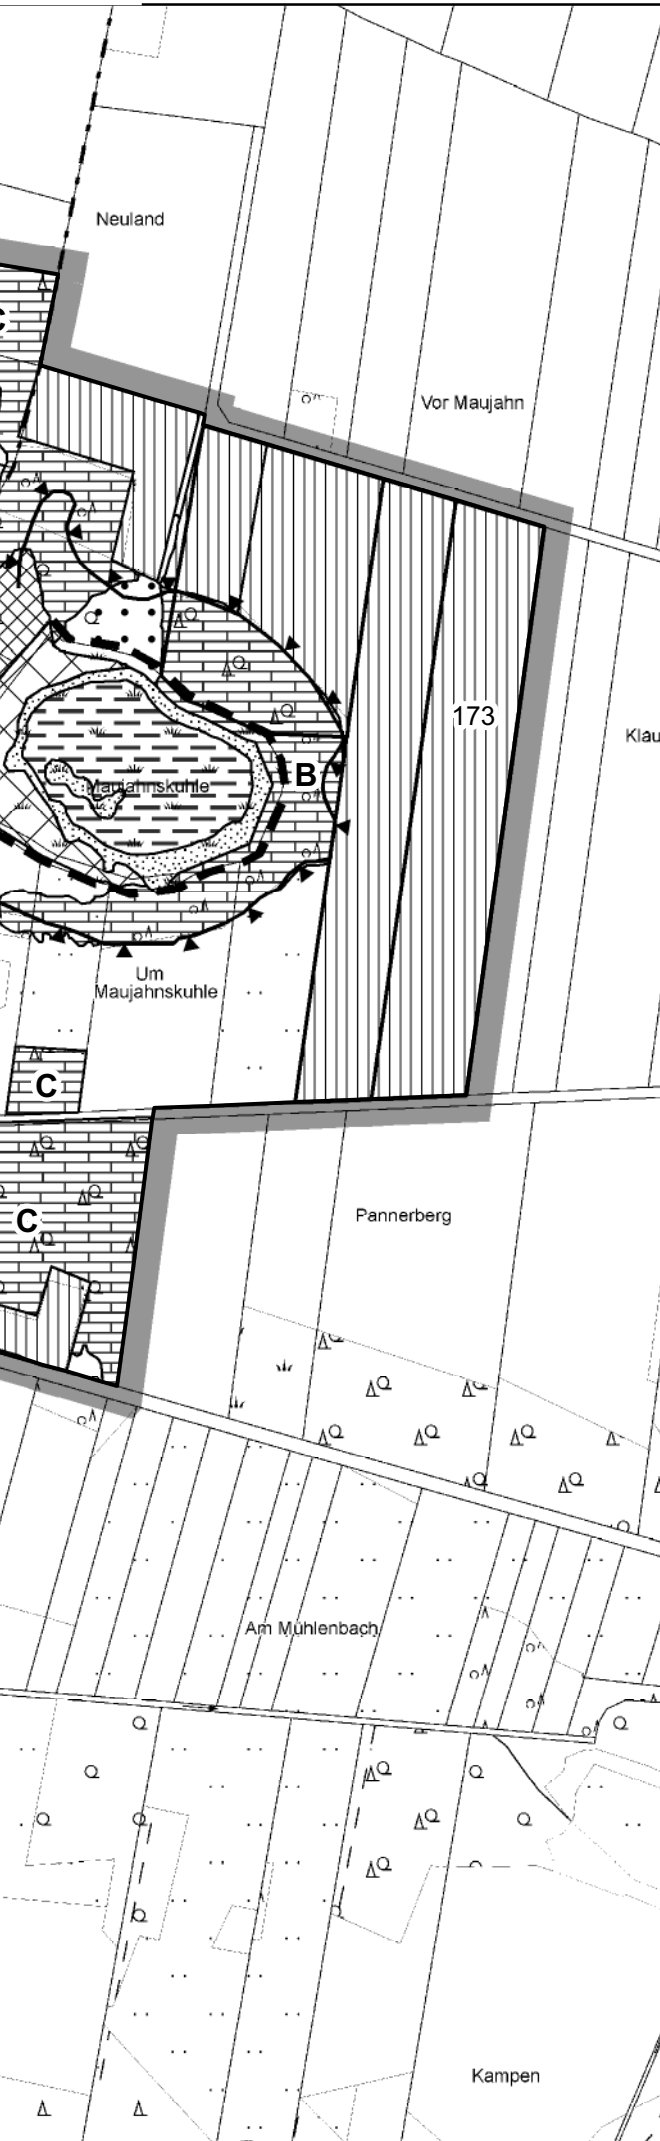 Neuland
C
Vor Maujahn
173
Klau
B
Maujahnskuhle
Um
Maujahnskuhle
C
C
Pannerberg
Am Mühlenbach
Kampen